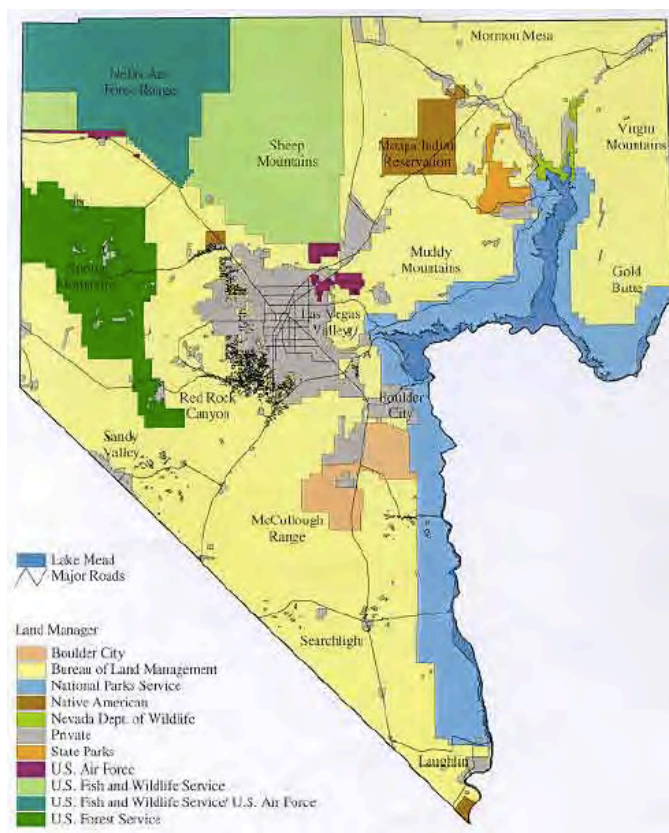 Mormon Mesa
Nellis Air
Force Range
Virgin
Mountains
Sheep
Mountains
Moapa Indian
Reservation
Muddy
Mountains
Gold
Butte
Spring
Mountains
Las Vegas
Valley
Red Rock
Canyon
Boulder
City
Sandy
Valley
McCullough
Range
Lake Mead
Major Roads
Searchlight
Land Manager
Boulder City
Bureau of Land Management
National Parks Service
Native American
Nevada Dept. of Wildlife
Private
State Parks
U.S. Air Force
U.S. Fish and Wildlife Service
U.S. Fish and Wildlife Service/ U.S. Air Force
U.S. Forest Service
Laughlin